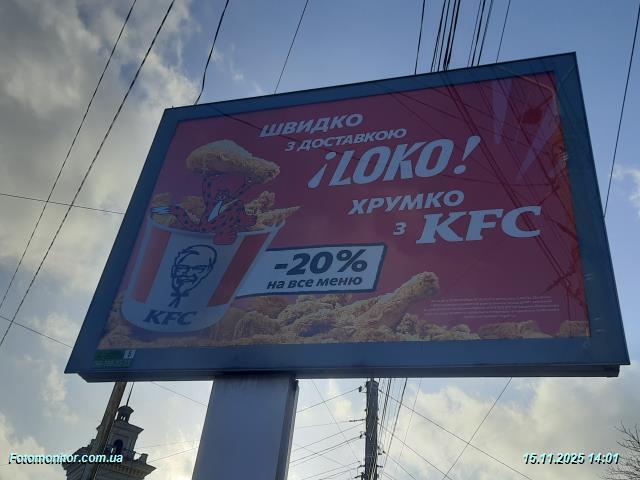 ШВИДКО
З ДОСТАВКОЮ
¡LOKO!
ХРУМКО
З KFC
-20%
на все меню
KFC
Fotomonitor.com.ua
15.11.2025 14:01